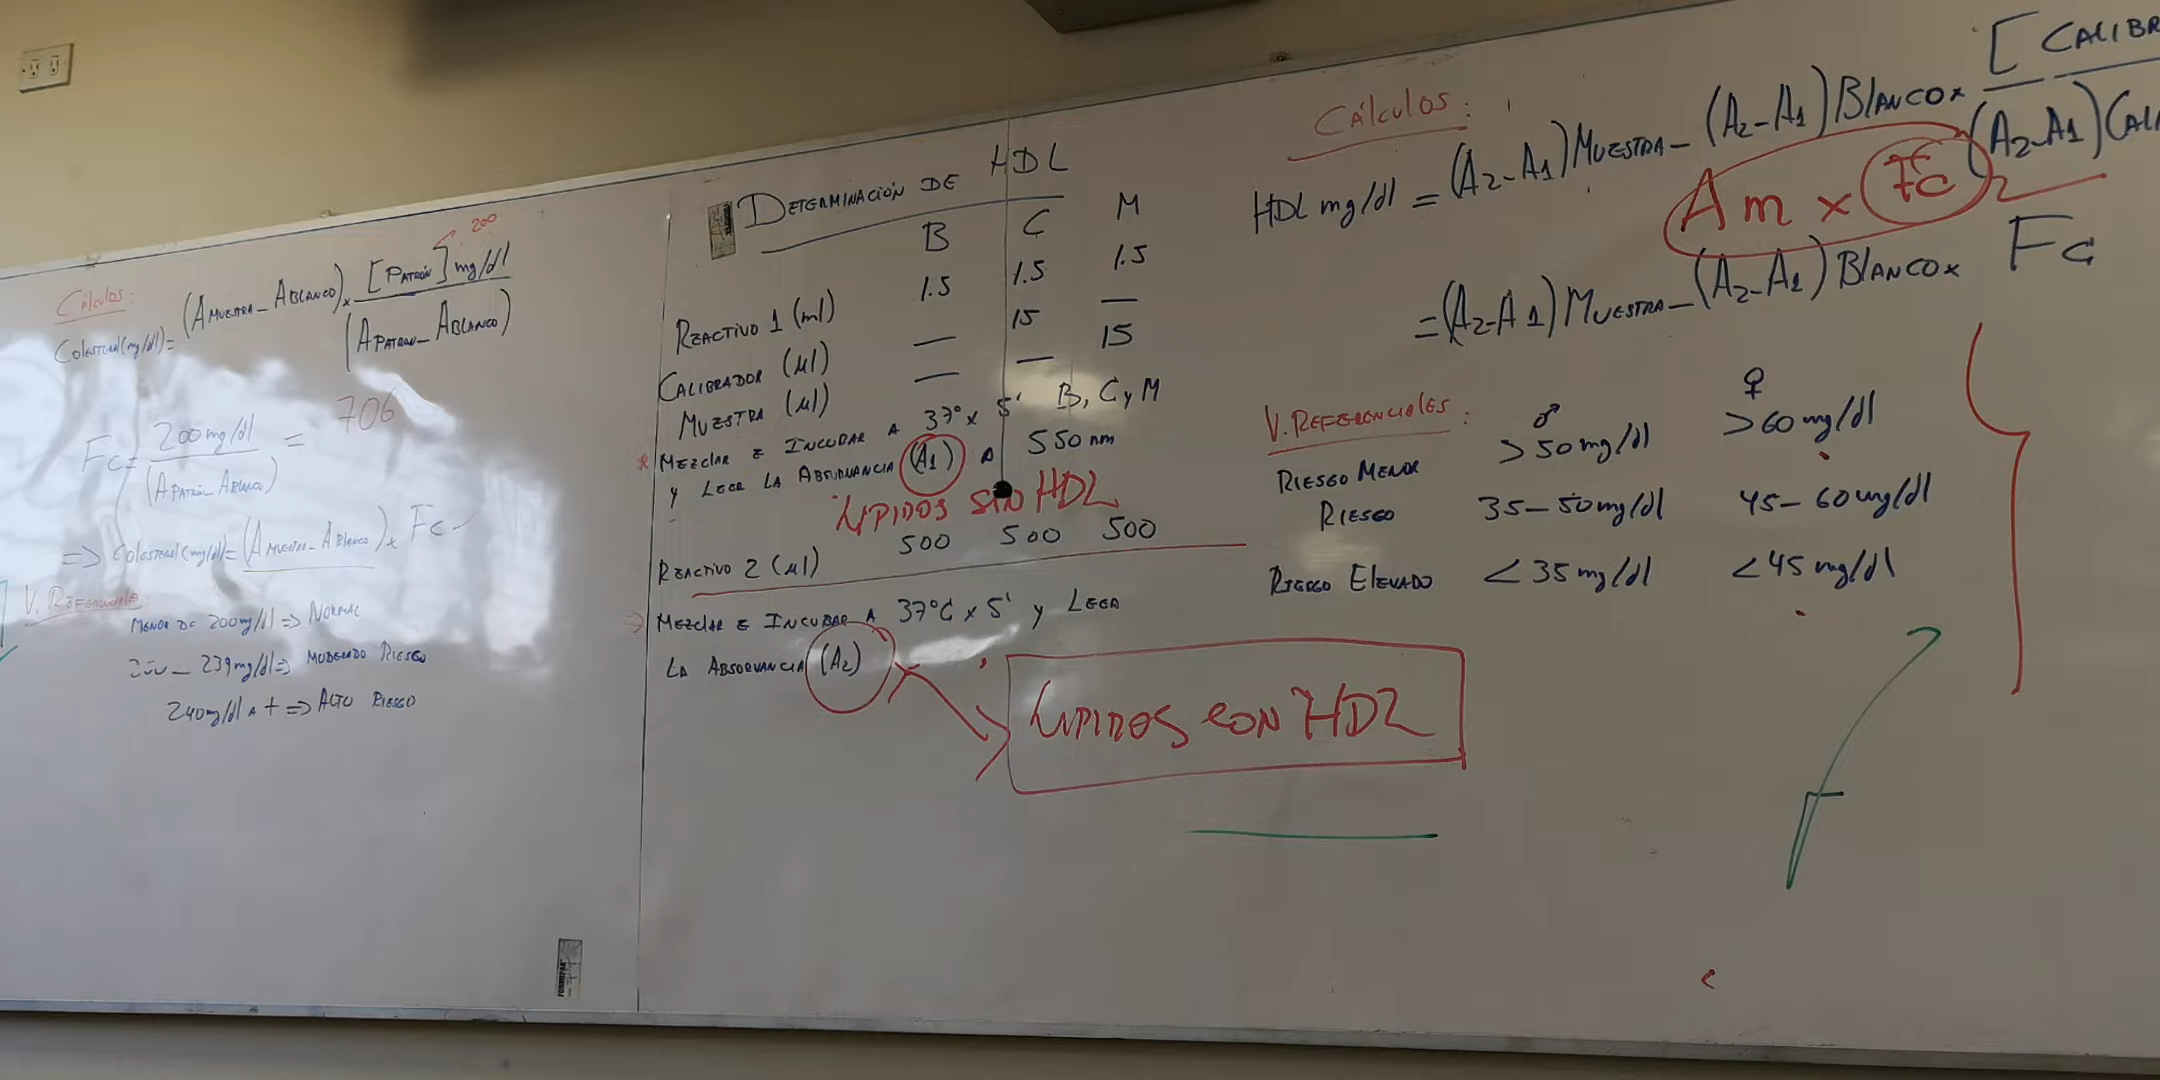 Cálculos:
200
Colesterol (mg/dl) = (A MUESTRA - A BLANCO) x [PATRÓN] mg/dl
(A PATRÓN - A BLANCO)
Fc = 200 mg/dl = 706
(A PATRÓN - A BLANCO)
=> Colesterol (mg/dl) = (A MUESTRA - A BLANCO) x Fc
V. REFERENCIA:
MENOR DE 200 mg/dl => NORMAL
200 - 239 mg/dl => MODERADO RIESGO
240 mg/dl A + => ALTO RIESGO
DETERMINACIÓN DE HDL
B C M
REACTIVO 1 (ml) 1.5 1.5 1.5
CALIBRADOR (µl) — 15 —
MUESTRA (µl) — — 15
* MEZCLAR E INCUBAR A 37° x 5' B, C y M
Y LEER LA ABSORVANCIA (A1) A 550 nm
LIPIDOS SIN HDL
REACTIVO 2 (µl) 500 500 500
=> MEZCLAR E INCUBAR A 37°C x 5' y LEER
LA ABSORVANCIA (A2)
LIPIDOS CON HDL
Cálculos:
HDL mg/dl = (A2-A1) MUESTRA - (A2-A1) BLANCO x [CALIBR
(A2-A1) CALI
Am x Fc
= (A2-A1) MUESTRA - (A2-A1) BLANCO x Fc
V. REFERENCIALES: ♂ ♀
RIESGO MENOR >50 mg/dl >60 mg/dl
RIESGO 35-50 mg/dl 45-60 mg/dl
RIESGO ELEVADO <35 mg/dl <45 mg/dl